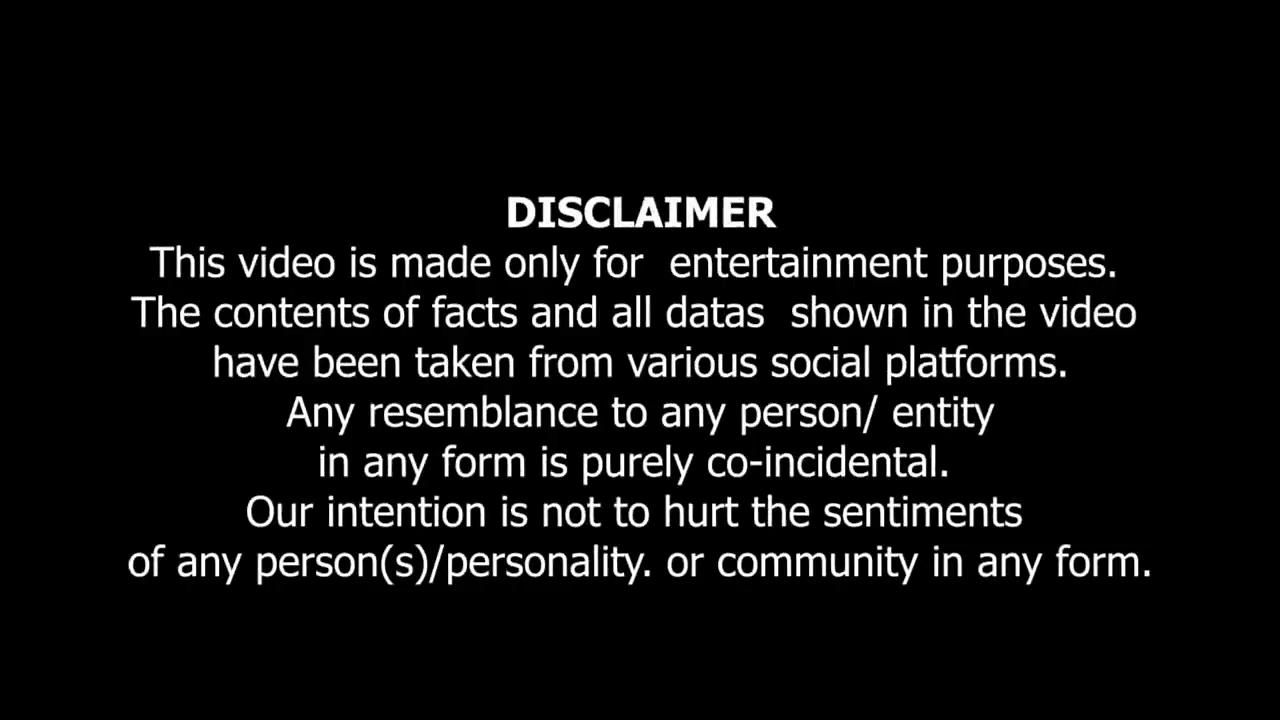 DISCLAIMER
This video is made only for  entertainment purposes.
The contents of facts and all datas  shown in the video
have been taken from various social platforms.
Any resemblance to any person/ entity
in any form is purely co-incidental.
Our intention is not to hurt the sentiments
of any person(s)/personality. or community in any form.